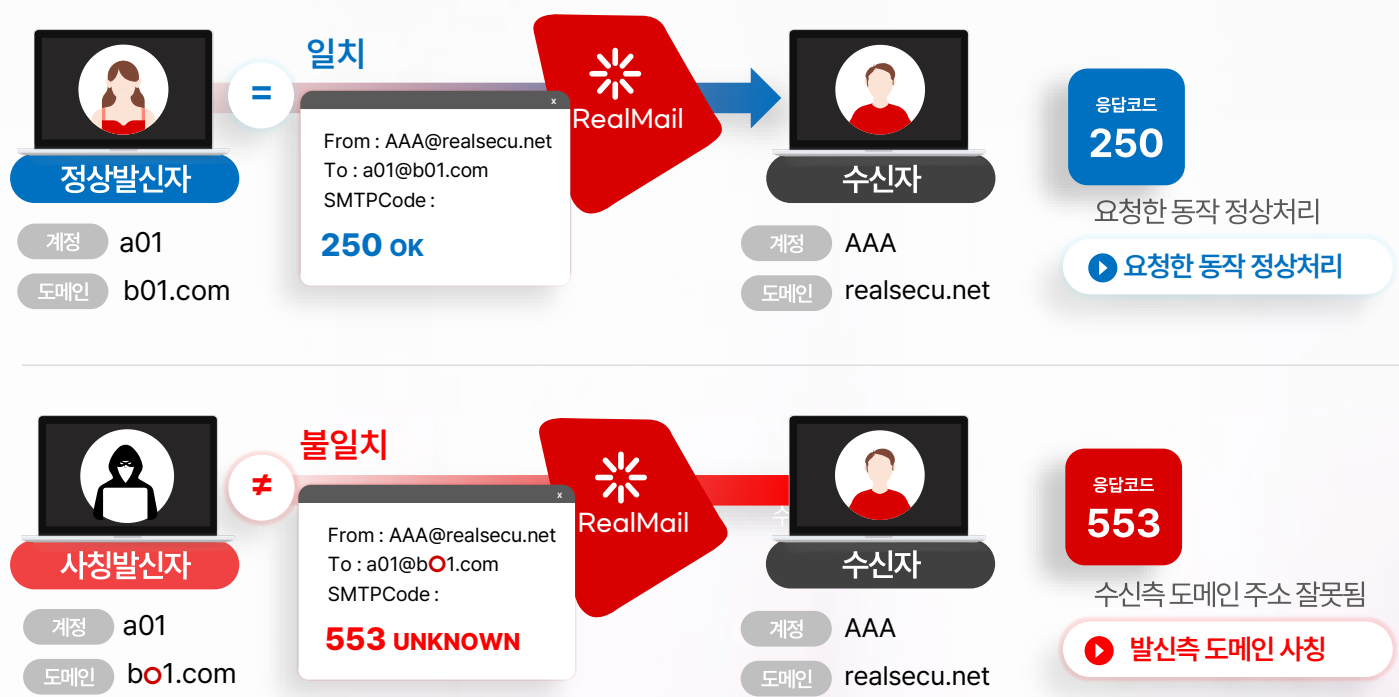 일치
=
x
From : AAA@realsecu.net
To : a01@b01.com
SMTPCode :
250 OK
RealMail
정상발신자
계정 a01
도메인 b01.com
수신자
계정 AAA
도메인 realsecu.net
응답코드
250
요청한 동작 정상처리
요청한 동작 정상처리
불일치
≠
x
From : AAA@realsecu.net
To : a01@bO1.com
SMTPCode :
553 UNKNOWN
RealMail
사칭발신자
계정 a01
도메인 bo1.com
수
수신자
계정 AAA
도메인 realsecu.net
응답코드
553
수신측 도메인 주소 잘못됨
발신측 도메인 사칭